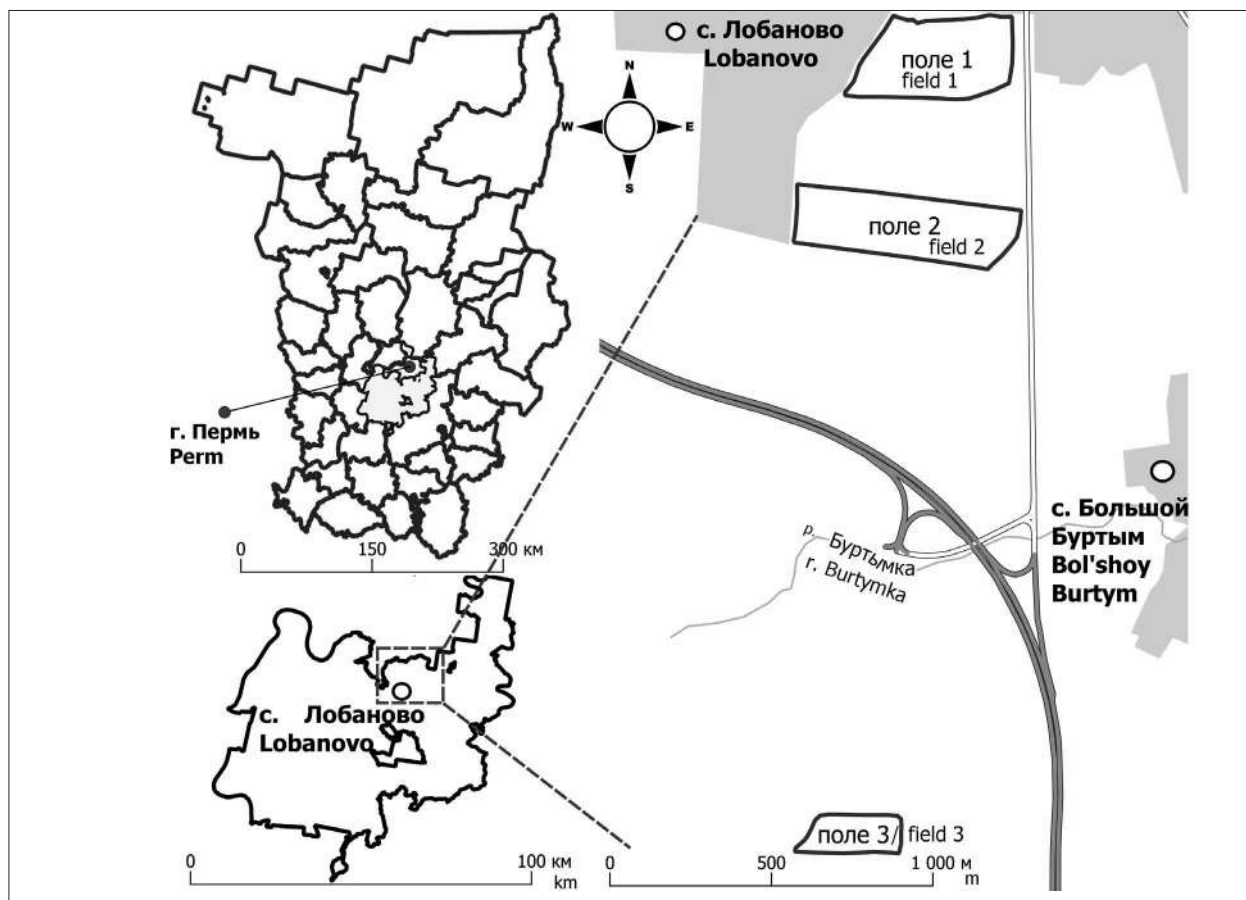 с. Лобаново
Lobanovo
поле 1
field 1
N
W
E
S
поле 2
field 2
г. Пермь
Perm
0
150
300 км
с. Большой
Буртым
Bol'shoy
Burtym
р. Буртымка
r. Burtymka
с. Лобаново
Lobanovo
поле 3/ field 3
0
100 км
km
0
500
1 000 м
m